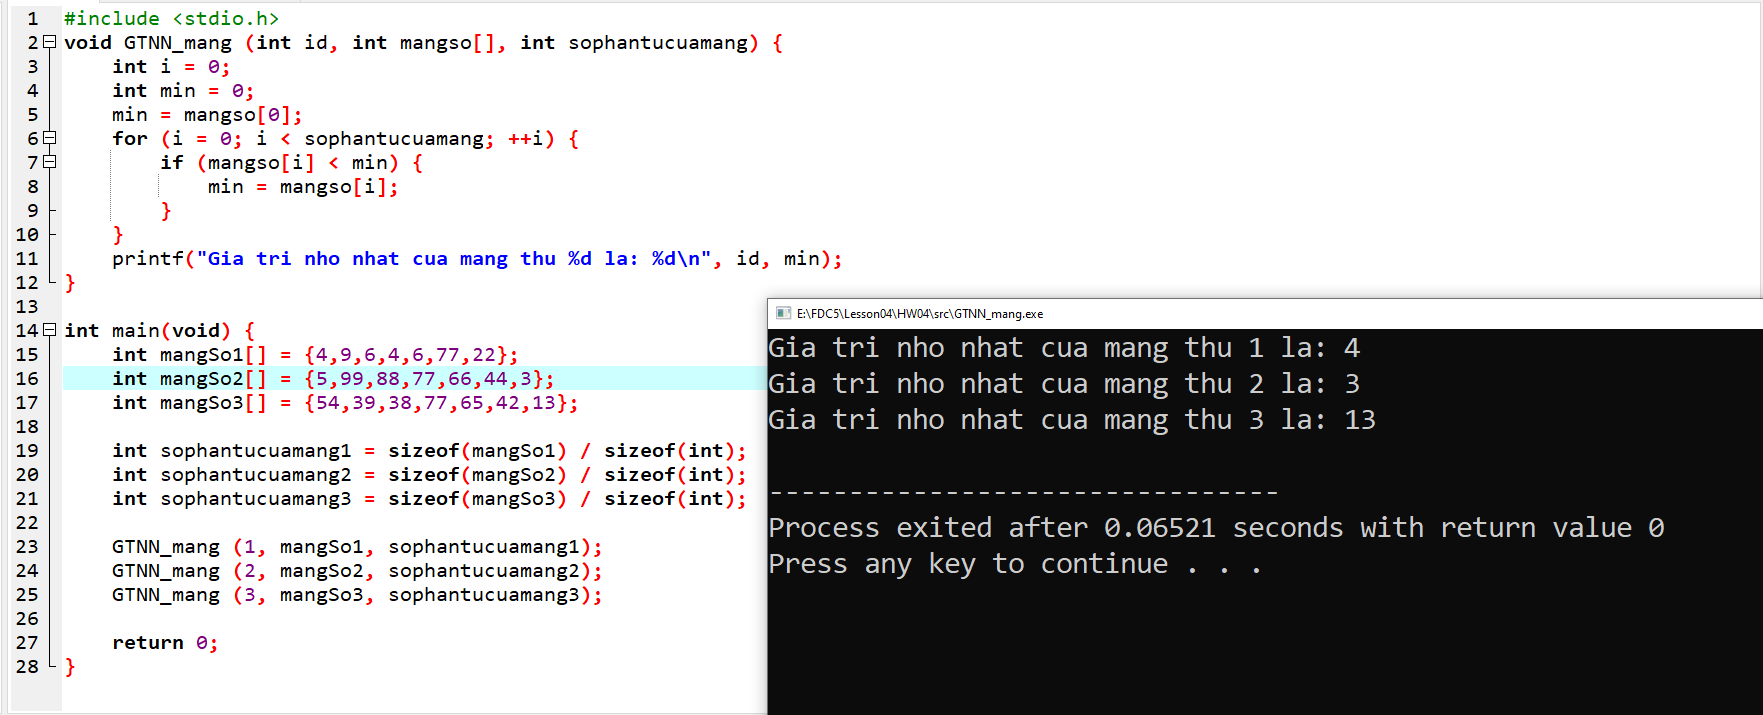 1 #include <stdio.h>
2 void GTNN_mang (int id, int mangso[], int sophantucuamang) {
3     int i = 0;
4     int min = 0;
5     min = mangso[0];
6     for (i = 0; i < sophantucuamang; ++i) {
7         if (mangso[i] < min) {
8             min = mangso[i];
9         }
10     }
11     printf("Gia tri nho nhat cua mang thu %d la: %d\n", id, min);
12 }
13
14 int main(void) {
15     int mangSo1[] = {4,9,6,4,6,77,22};
16     int mangSo2[] = {5,99,88,77,66,44,3};
17     int mangSo3[] = {54,39,38,77,65,42,13};
18
19     int sophantucuamang1 = sizeof(mangSo1) / sizeof(int);
20     int sophantucuamang2 = sizeof(mangSo2) / sizeof(int);
21     int sophantucuamang3 = sizeof(mangSo3) / sizeof(int);
22
23     GTNN_mang (1, mangSo1, sophantucuamang1);
24     GTNN_mang (2, mangSo2, sophantucuamang2);
25     GTNN_mang (3, mangSo3, sophantucuamang3);
26
27     return 0;
28 }
E:\FDC5\Lesson04\HW04\src\GTNN_mang.exe
Gia tri nho nhat cua mang thu 1 la: 4
Gia tri nho nhat cua mang thu 2 la: 3
Gia tri nho nhat cua mang thu 3 la: 13
--------------------------------
Process exited after 0.06521 seconds with return value 0
Press any key to continue . . .